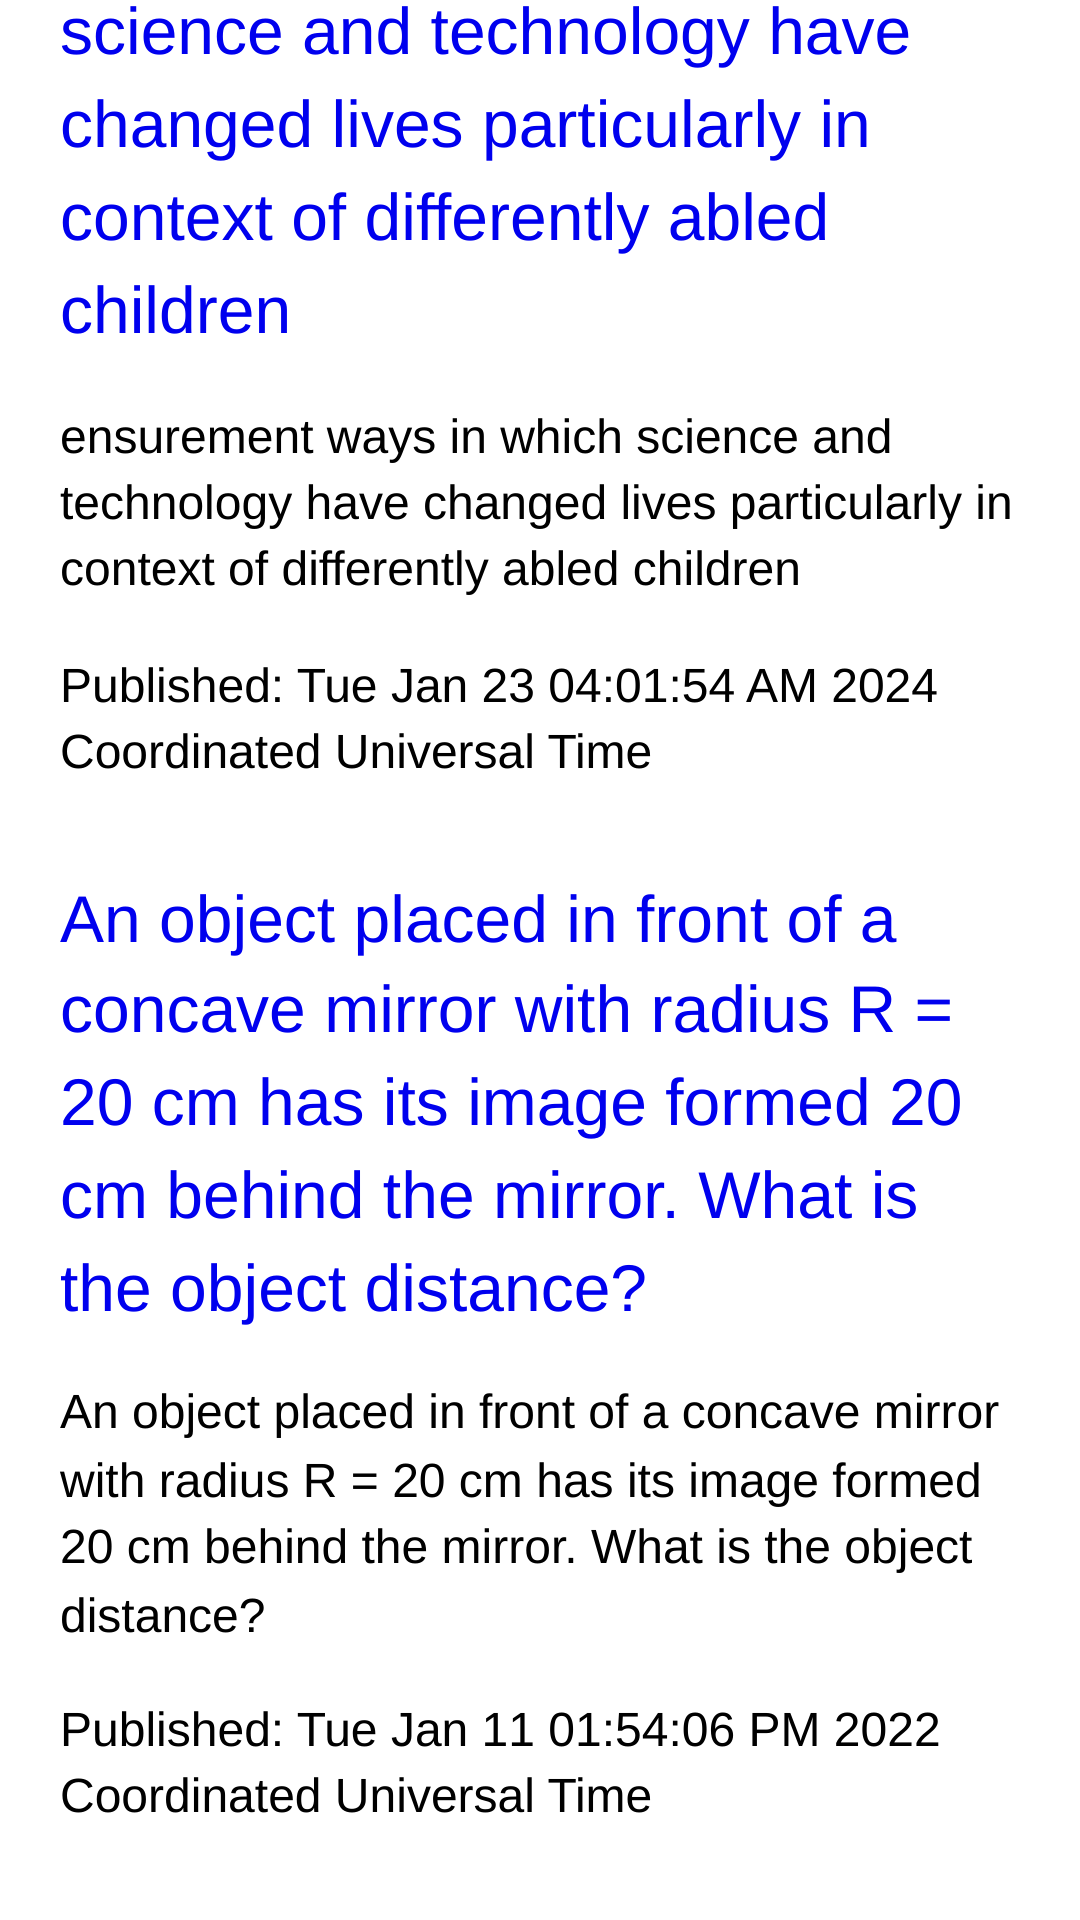 science and technology have
changed lives particularly in
context of differently abled
children
ensurement ways in which science and
technology have changed lives particularly in
context of differently abled children
Published: Tue Jan 23 04:01:54 AM 2024
Coordinated Universal Time
An object placed in front of a
concave mirror with radius R =
20 cm has its image formed 20
cm behind the mirror. What is
the object distance?
An object placed in front of a concave mirror
with radius R = 20 cm has its image formed
20 cm behind the mirror. What is the object
distance?
Published: Tue Jan 11 01:54:06 PM 2022
Coordinated Universal Time